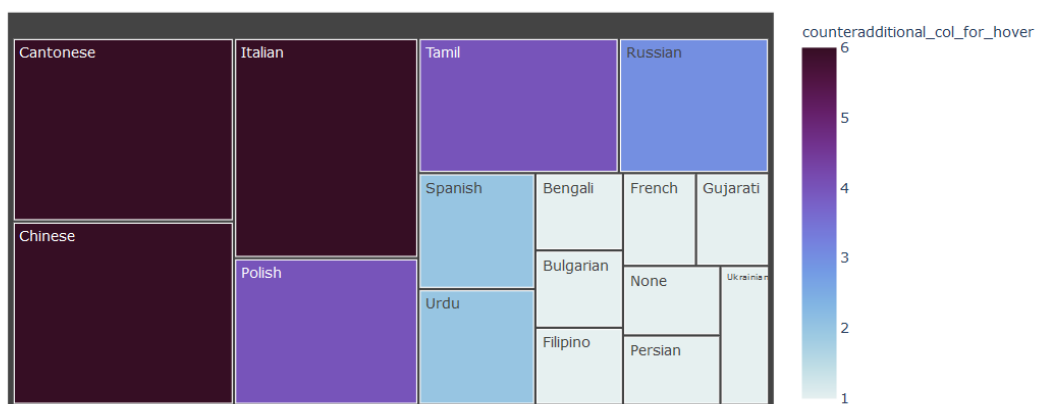 counteradditional_col_for_hover
Cantonese
Italian
Tamil
Russian
6
5
4
3
2
1
Spanish
Bengali
French
Gujarati
Chinese
Polish
Bulgarian
None
Ukrainian
Urdu
Filipino
Persian